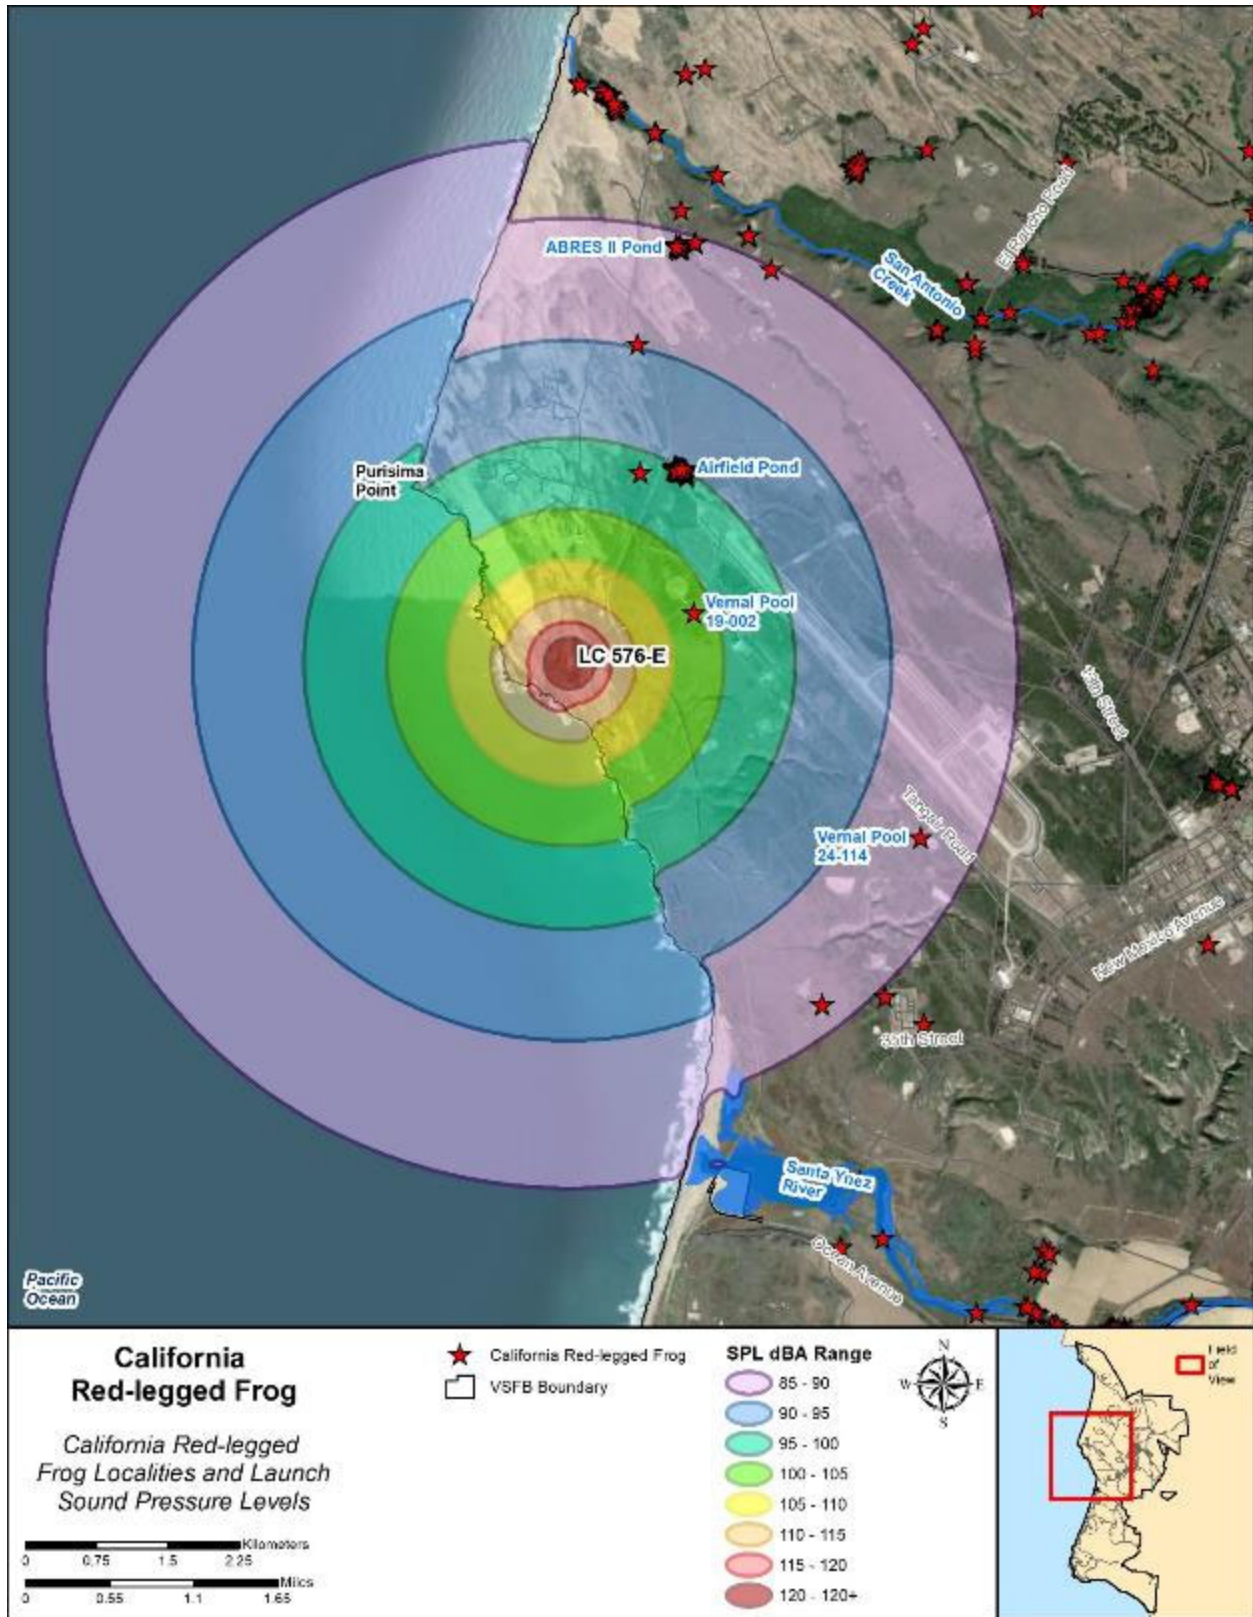 ABRES II Pond
El Rancho Road
San Antonio
Creek
Purisima
Point
Airfield Pond
Vernal Pool
19-002
LC 576-E
13th Street
Tangair Road
Vernal Pool
24-114
New Mexico Avenue
35th Street
Santa Ynez
River
Ocean Avenue
Pacific
Ocean
California
Red-legged Frog
California Red-legged
Frog Localities and Launch
Sound Pressure Levels
Kilometers
0 0.75 1.5 2.25
Miles
0 0.55 1.1 1.65
California Red-legged Frog
VSFB Boundary
SPL dBA Range
85 - 90
90 - 95
95 - 100
100 - 105
105 - 110
110 - 115
115 - 120
120 - 120+
N
W E
S
Field
of
View